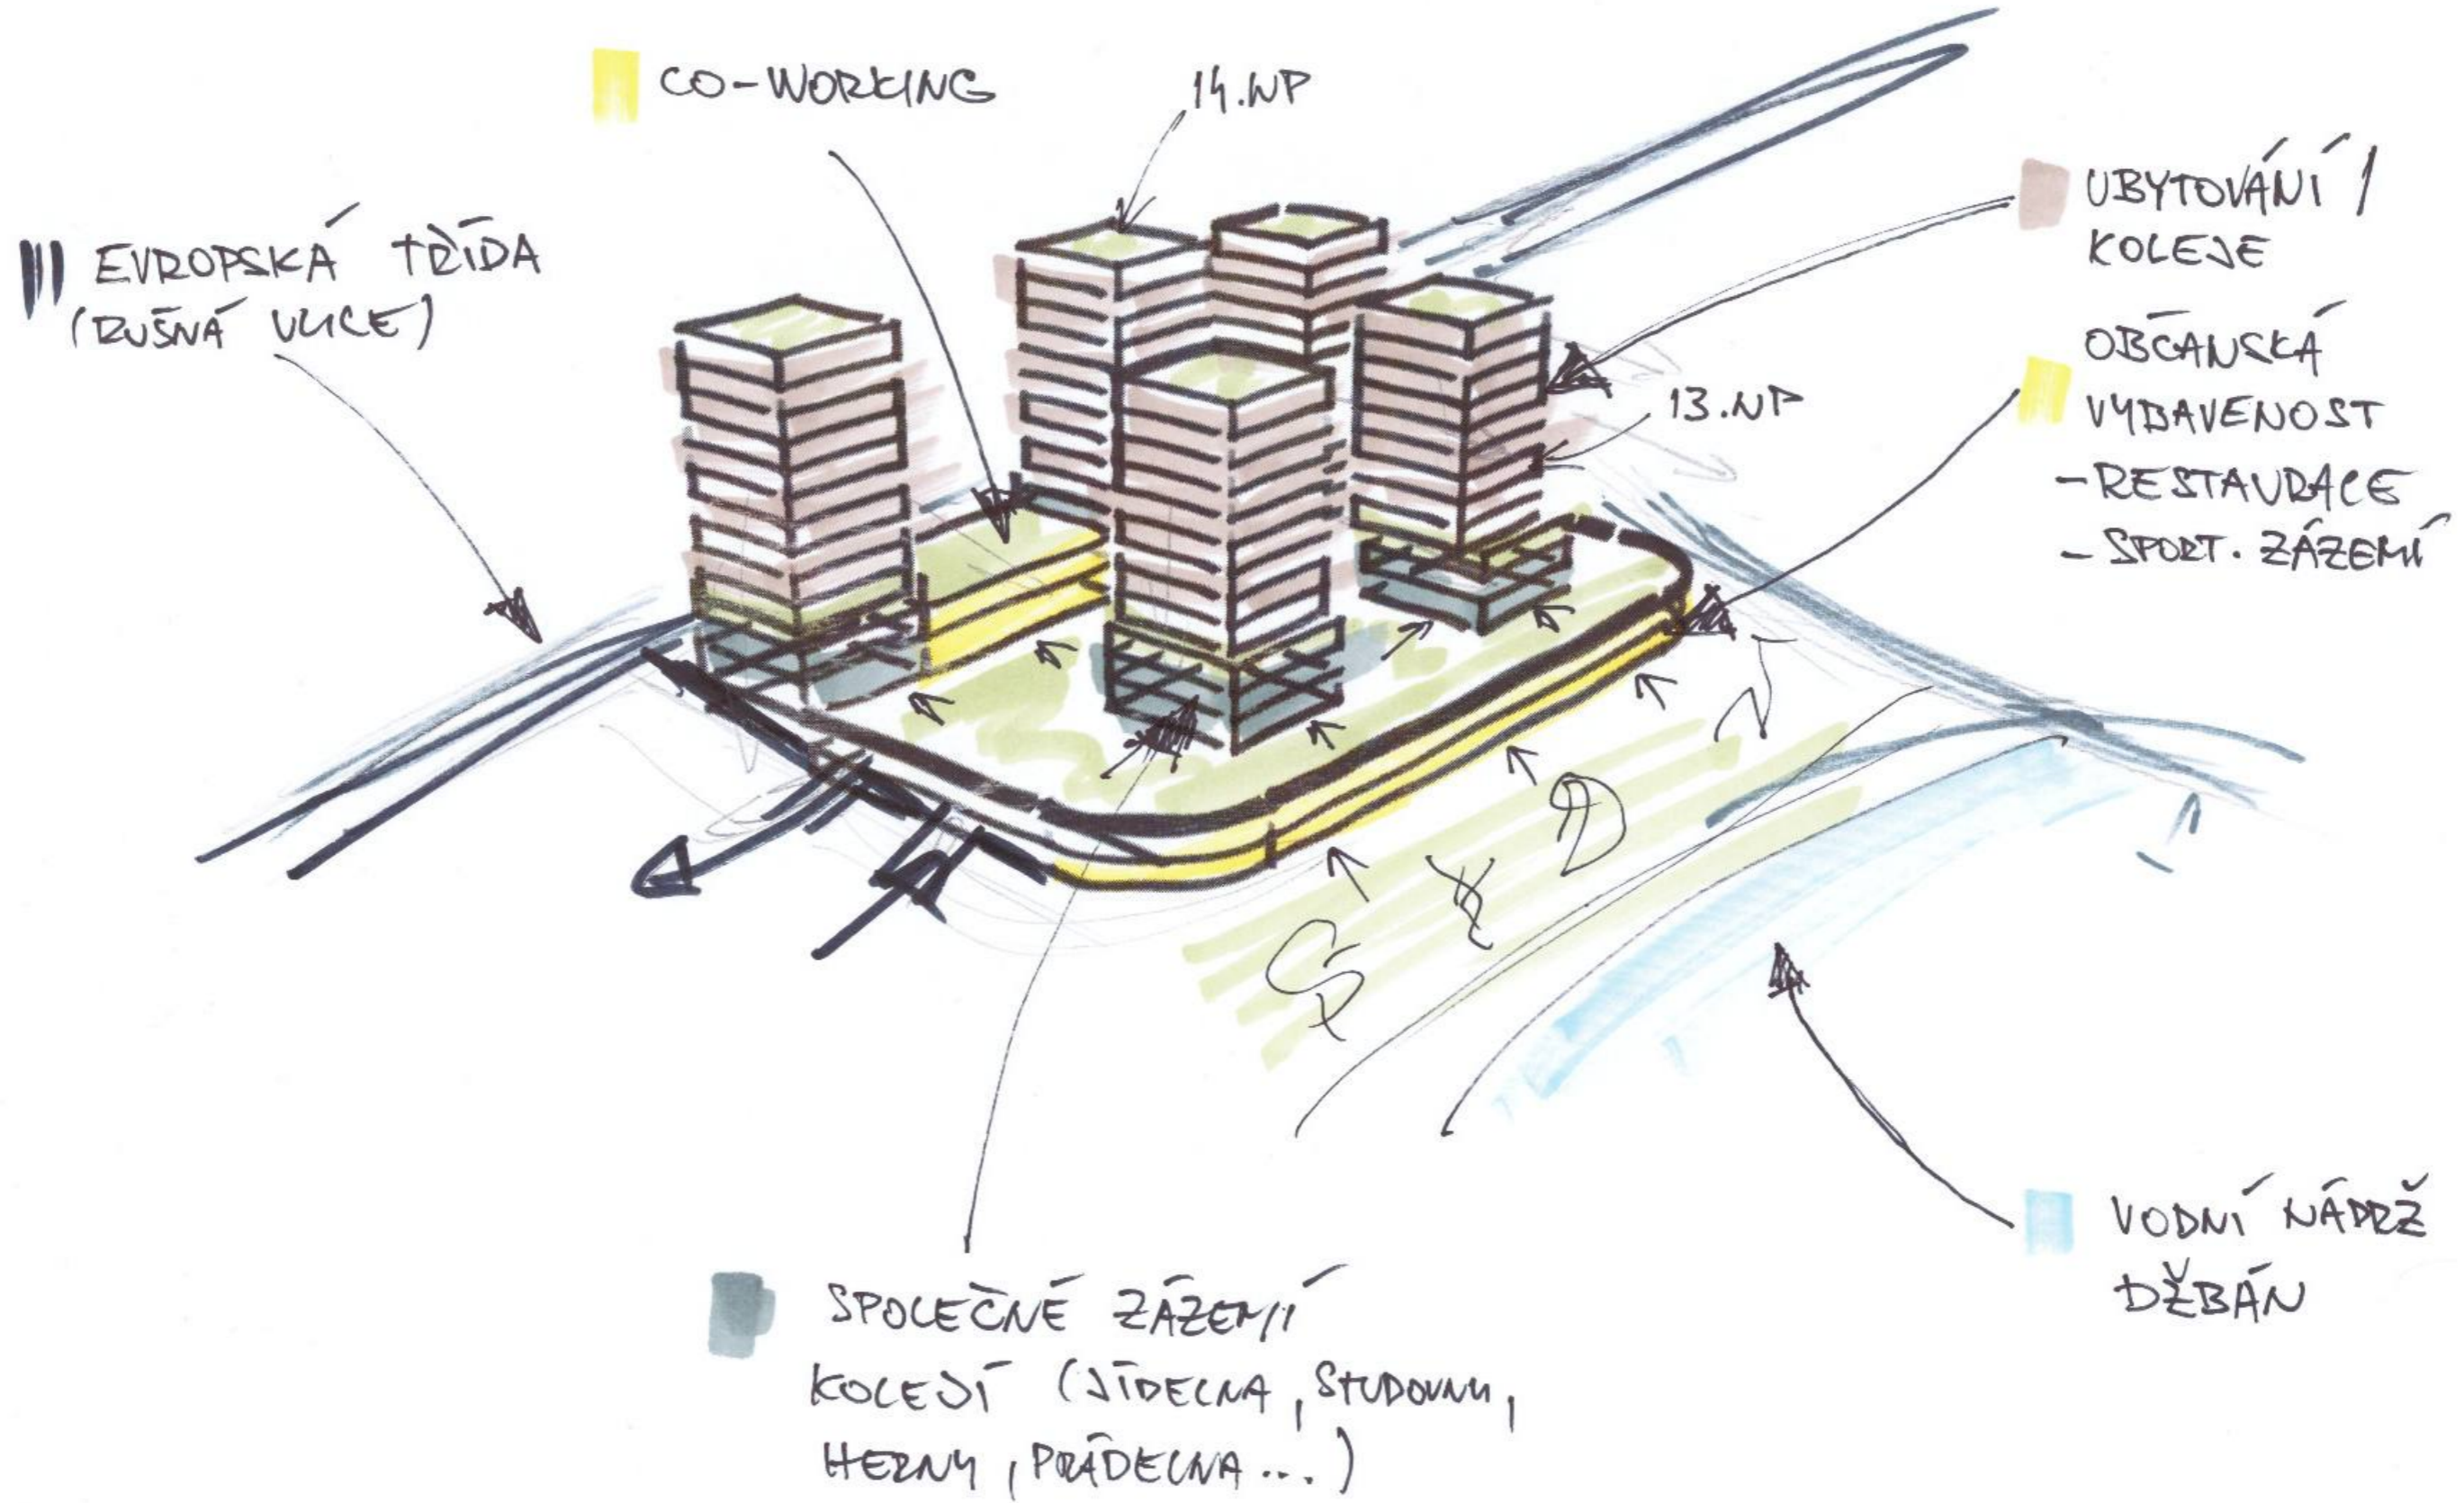 CO-WORKING
14.NP
EVROPSKÁ TŘÍDA
(RUŠNÁ ULICE)
UBYTOVÁNÍ /
KOLEJE
OBČANSKÁ
VYBAVENOST
- RESTAURACE
- SPORT. ZÁZEMÍ
13.NP
VODNÍ NÁDRŽ
DŽBÁN
SPOLEČNÉ ZÁZEMÍ
KOLEJÍ (JÍDELNA, STUDOVNY,
HERNY, PRÁDELNA ...)